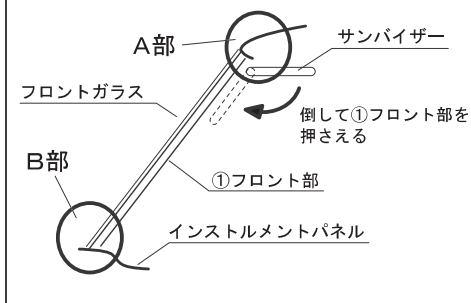 A部
サンバイザー
フロントガラス
倒して①フロント部を
押さえる
B部
①フロント部
インストルメントパネル